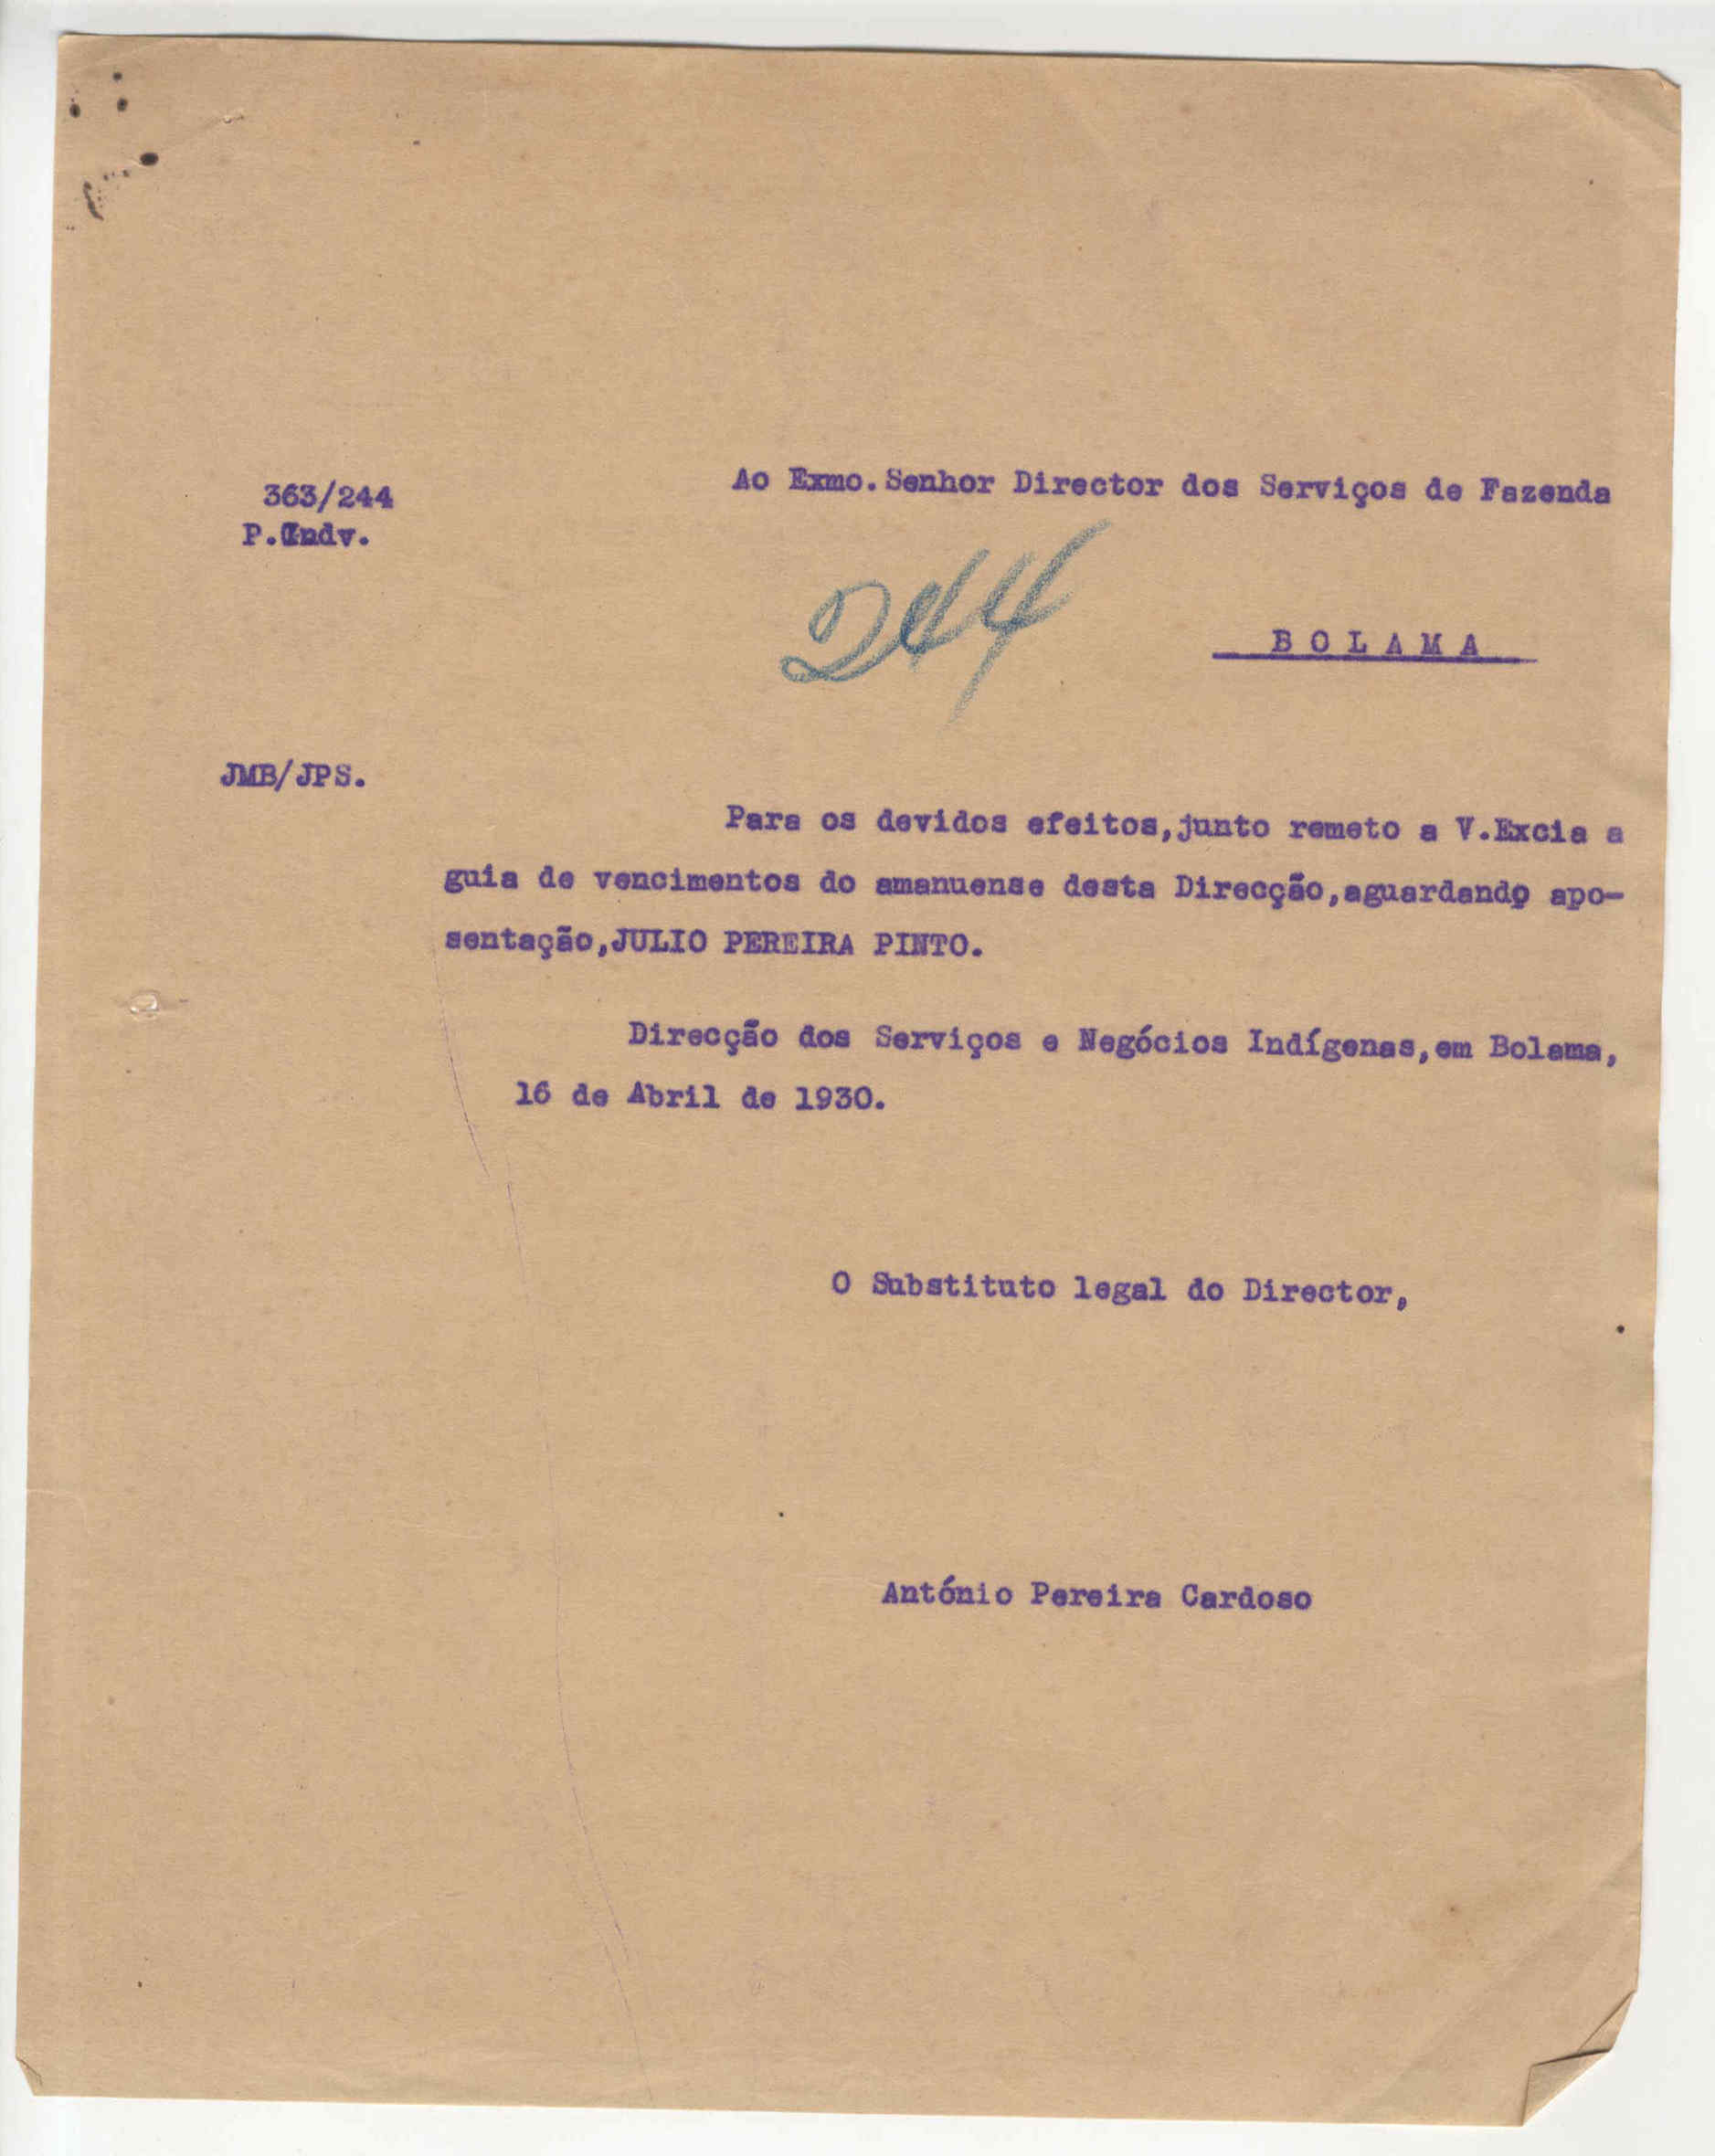 363/244
P.Indv.
Ao Exmo.Senhor Director dos Serviços de Fazenda
244
B O L A M A
JMB/JPS.
Para os devidos efeitos,junto remeto a V.Excia a
guia de vencimentos do amanuense desta Direcção,aguardando apo-
sentação,JULIO PEREIRA PINTO.
Direcção dos Serviços e Negócios Indígenas,em Bolama,
16 de Abril de 1930.
O Substituto legal do Director,
António Pereira Cardoso